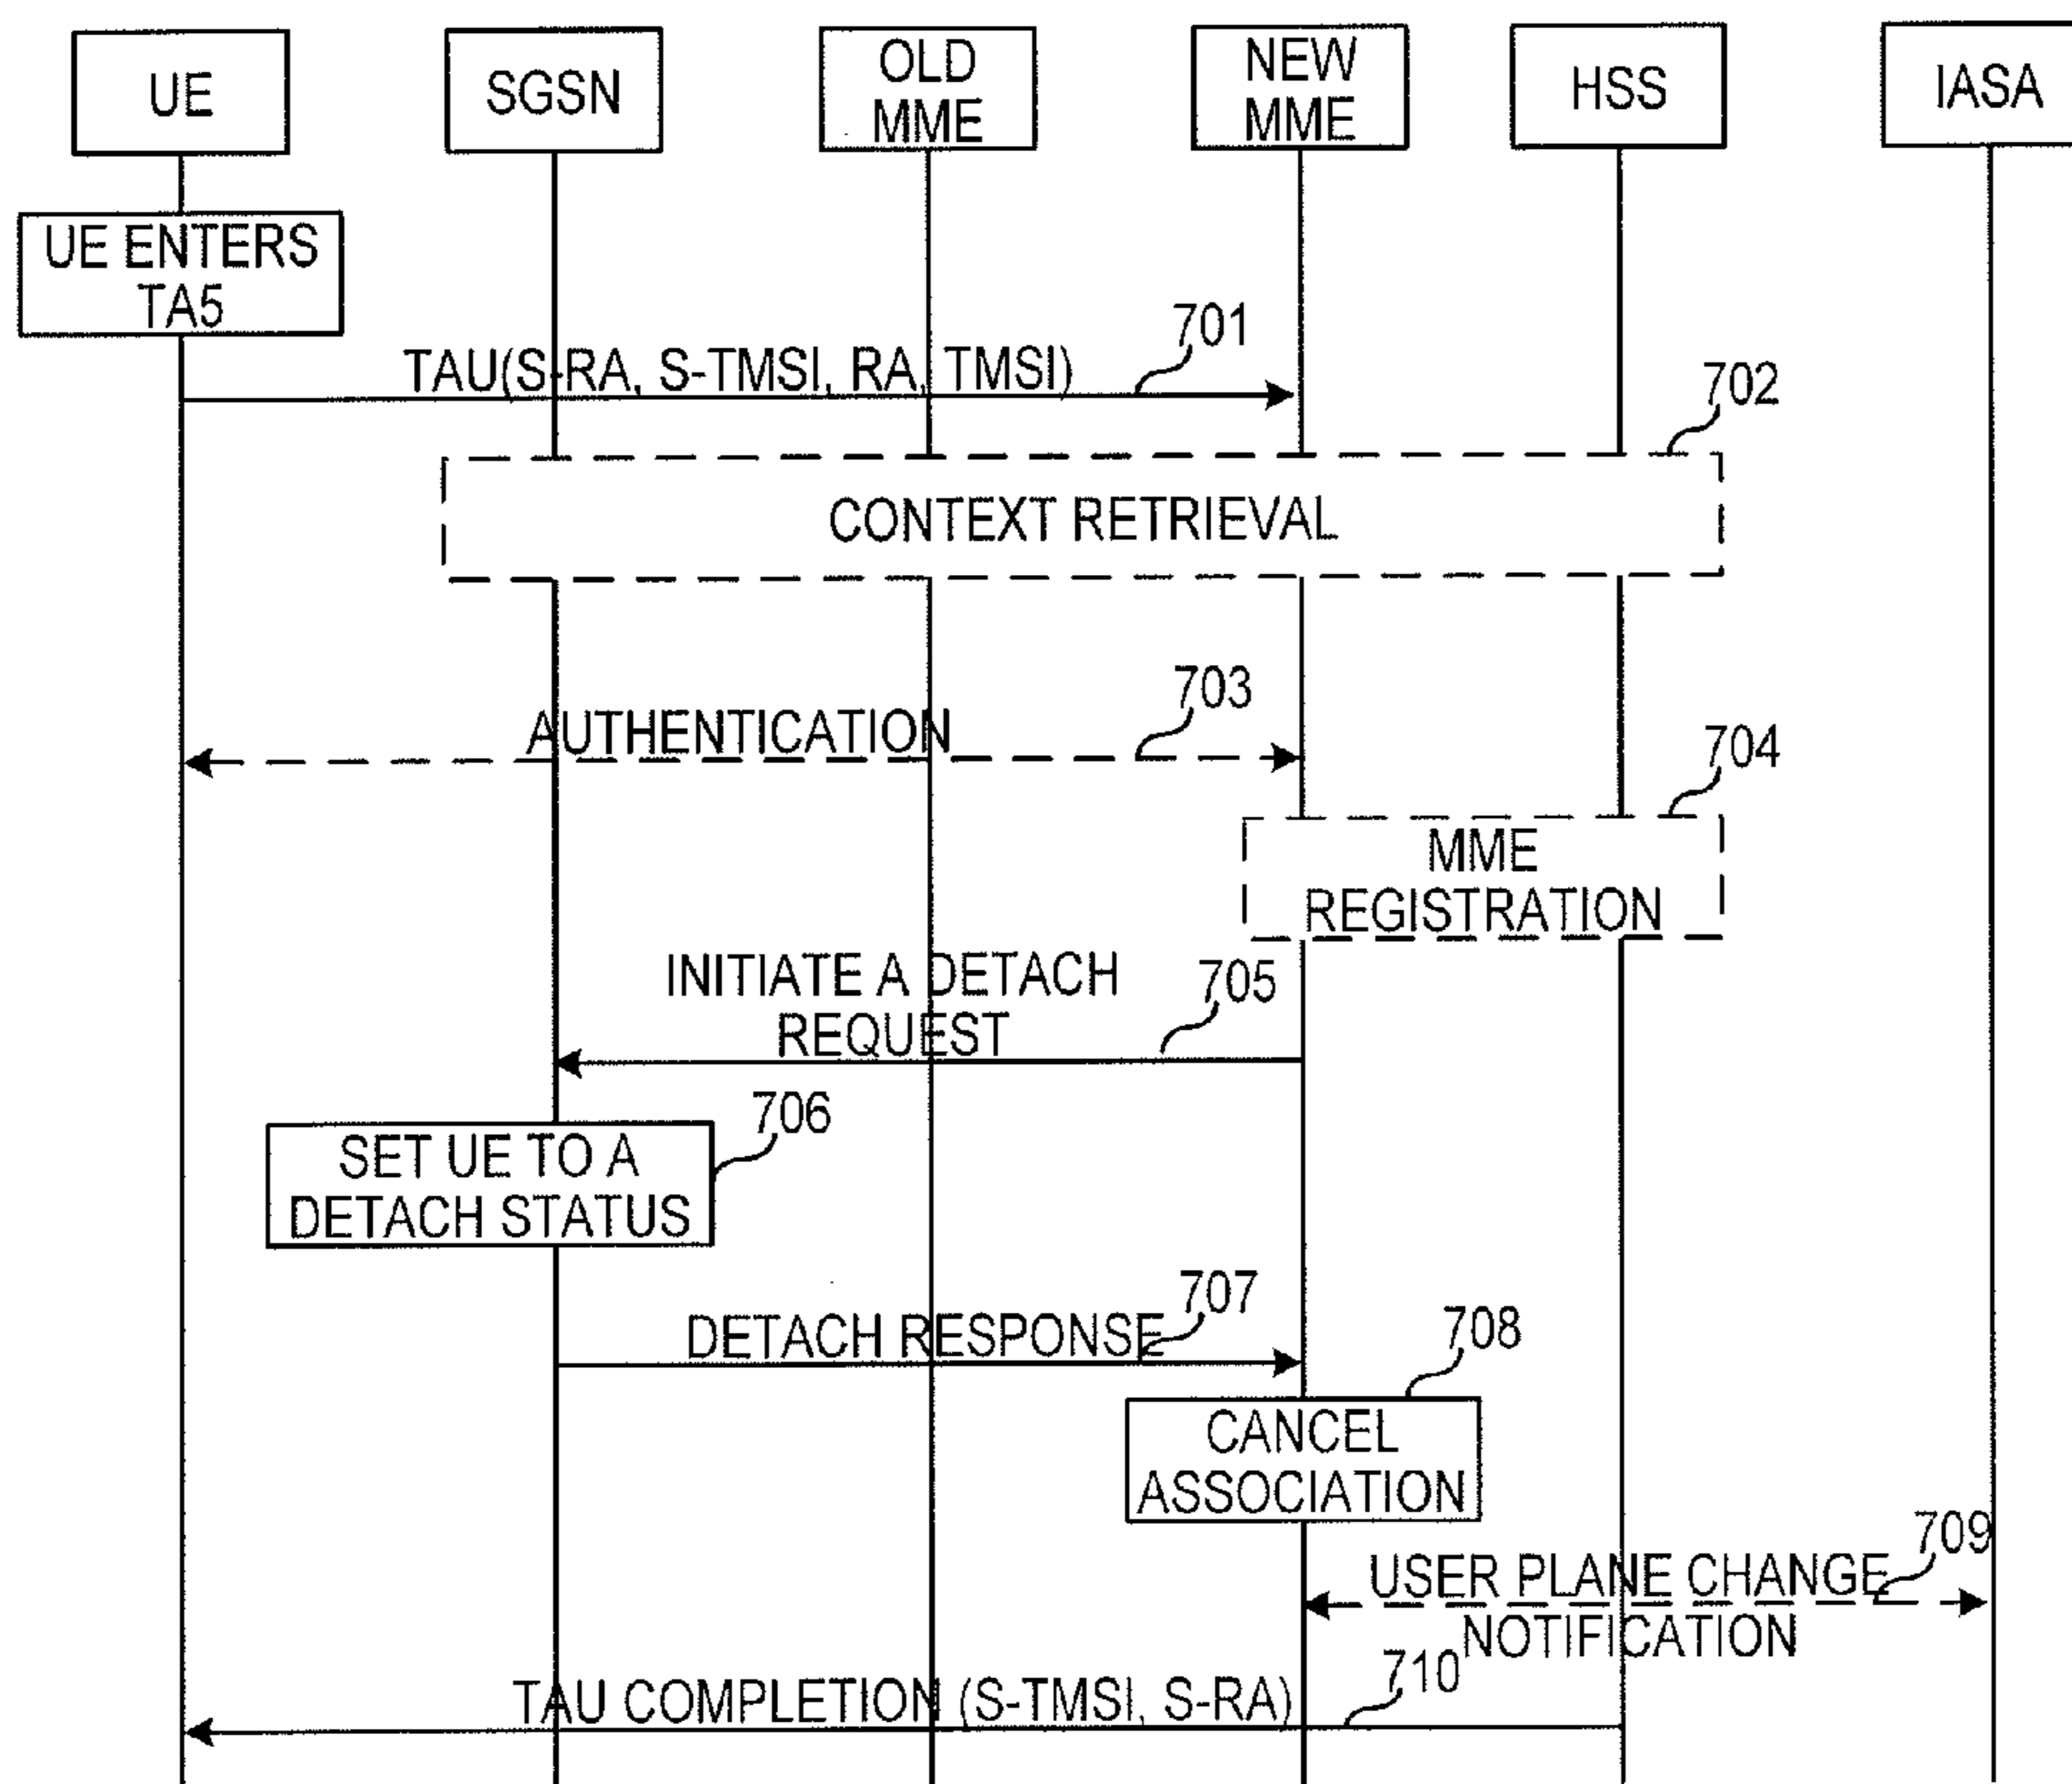 UE
SGSN
OLD
MME
NEW
MME
HSS
IASA
UE ENTERS
TA5
701
TAU(S-RA, S-TMSI, RA, TMSI)
702
CONTEXT RETRIEVAL
703
AUTHENTICATION
704
MME
REGISTRATION
INITIATE A DETACH
REQUEST
705
706
SET UE TO A
DETACH STATUS
707
DETACH RESPONSE
708
CANCEL
ASSOCIATION
709
USER PLANE CHANGE
NOTIFICATION
710
TAU COMPLETION (S-TMSI, S-RA)